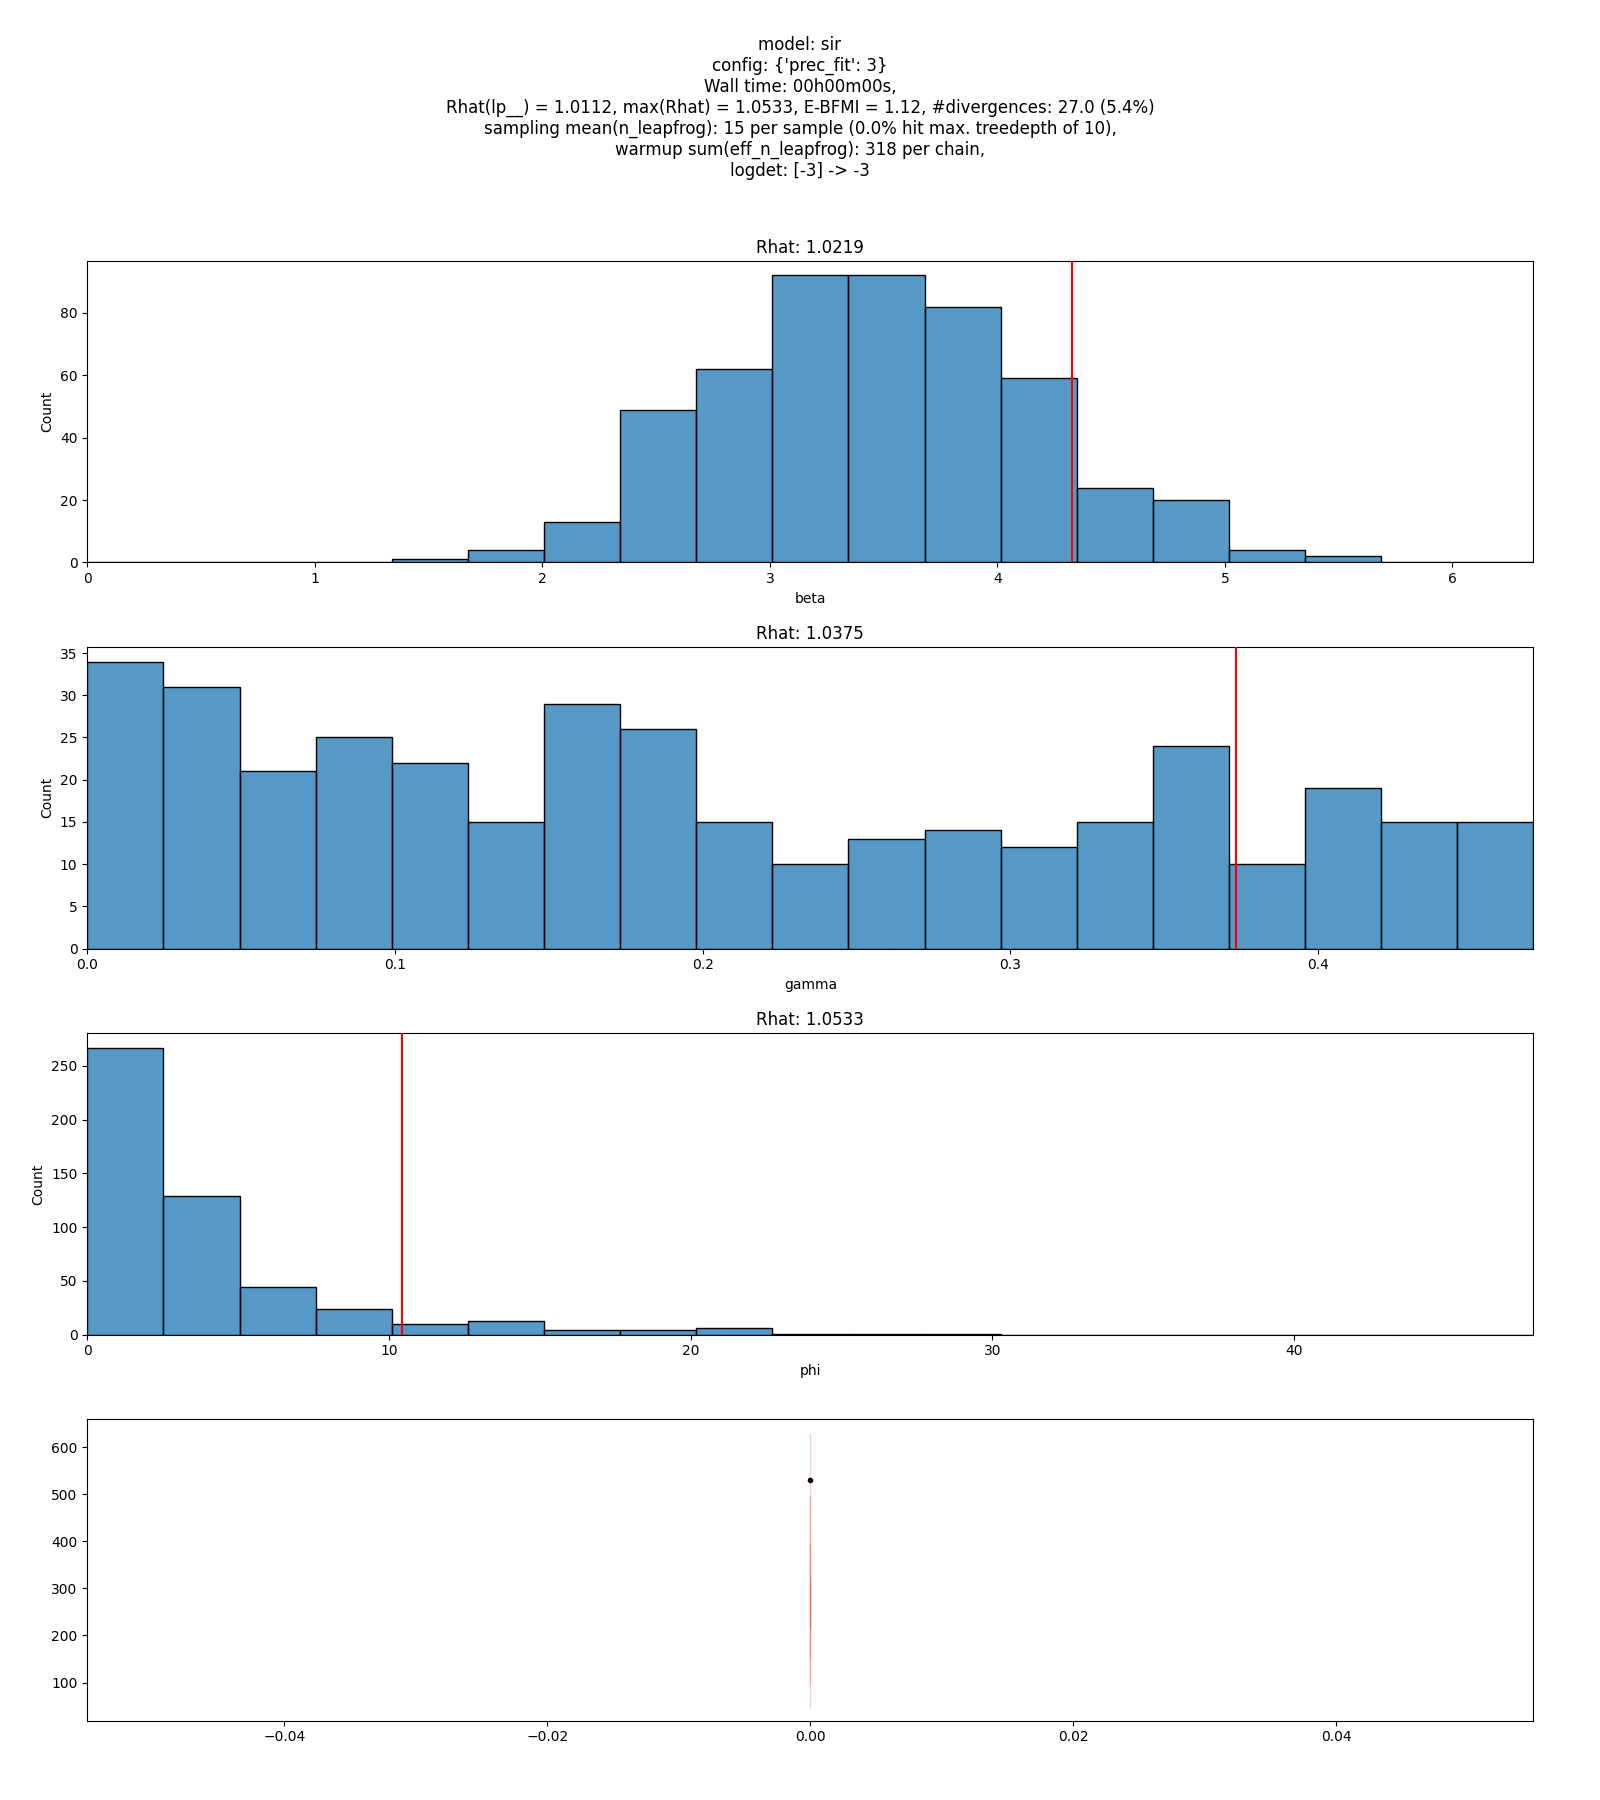 model: sir
config: {'prec_fit': 3}
Wall time: 00h00m00s,
Rhat(lp__) = 1.0112, max(Rhat) = 1.0533, E-BFMI = 1.12, #divergences: 27.0 (5.4%)
sampling mean(n_leapfrog): 15 per sample (0.0% hit max. treedepth of 10),
warmup sum(eff_n_leapfrog): 318 per chain,
logdet: [-3] -> -3
Rhat: 1.0219
80
60
40
20
0
Count
0 1 2 3 4 5 6
beta
Rhat: 1.0375
35
30
25
20
15
10
5
0
Count
0.0 0.1 0.2 0.3 0.4
gamma
Rhat: 1.0533
250
200
150
100
50
0
Count
0 10 20 30 40
phi
600
500
400
300
200
100
−0.04 −0.02 0.00 0.02 0.04